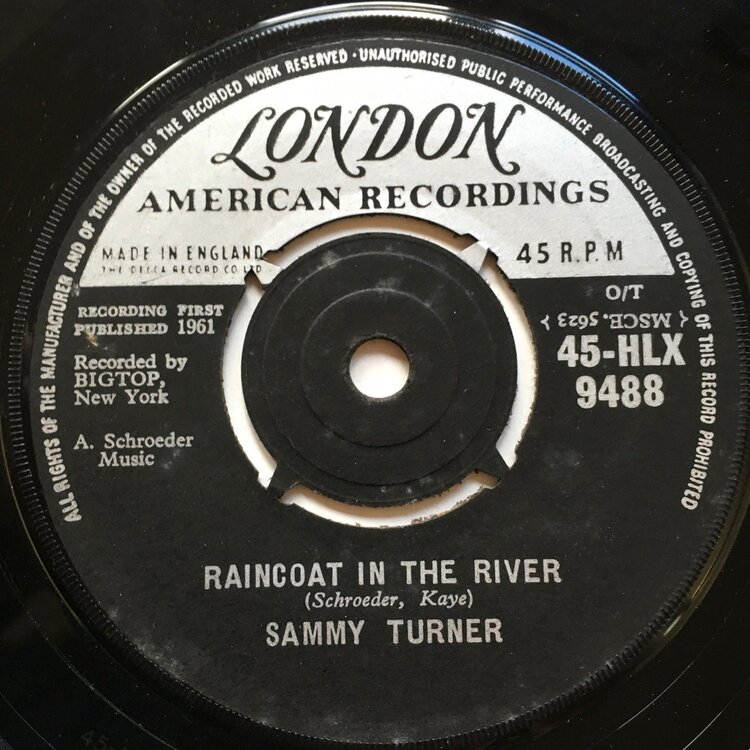 ALL RIGHTS OF THE MANUFACTURER AND OF THE OWNER OF THE RECORDED WORK RESERVED · UNAUTHORISED PUBLIC PERFORMANCE BROADCASTING AND COPYING OF THIS RECORD PROHIBITED
LONDON
AMERICAN RECORDINGS
MADE IN ENGLAND
THE DECCA RECORD CO LTD
45 R.P.M
RECORDING FIRST
PUBLISHED 1961
Recorded by
BIGTOP,
New York
A. Schroeder
Music
T/O
{ MSCE. 5623 }
45-HLX
9488
RAINCOAT IN THE RIVER
(Schroeder, Kaye)
SAMMY TURNER